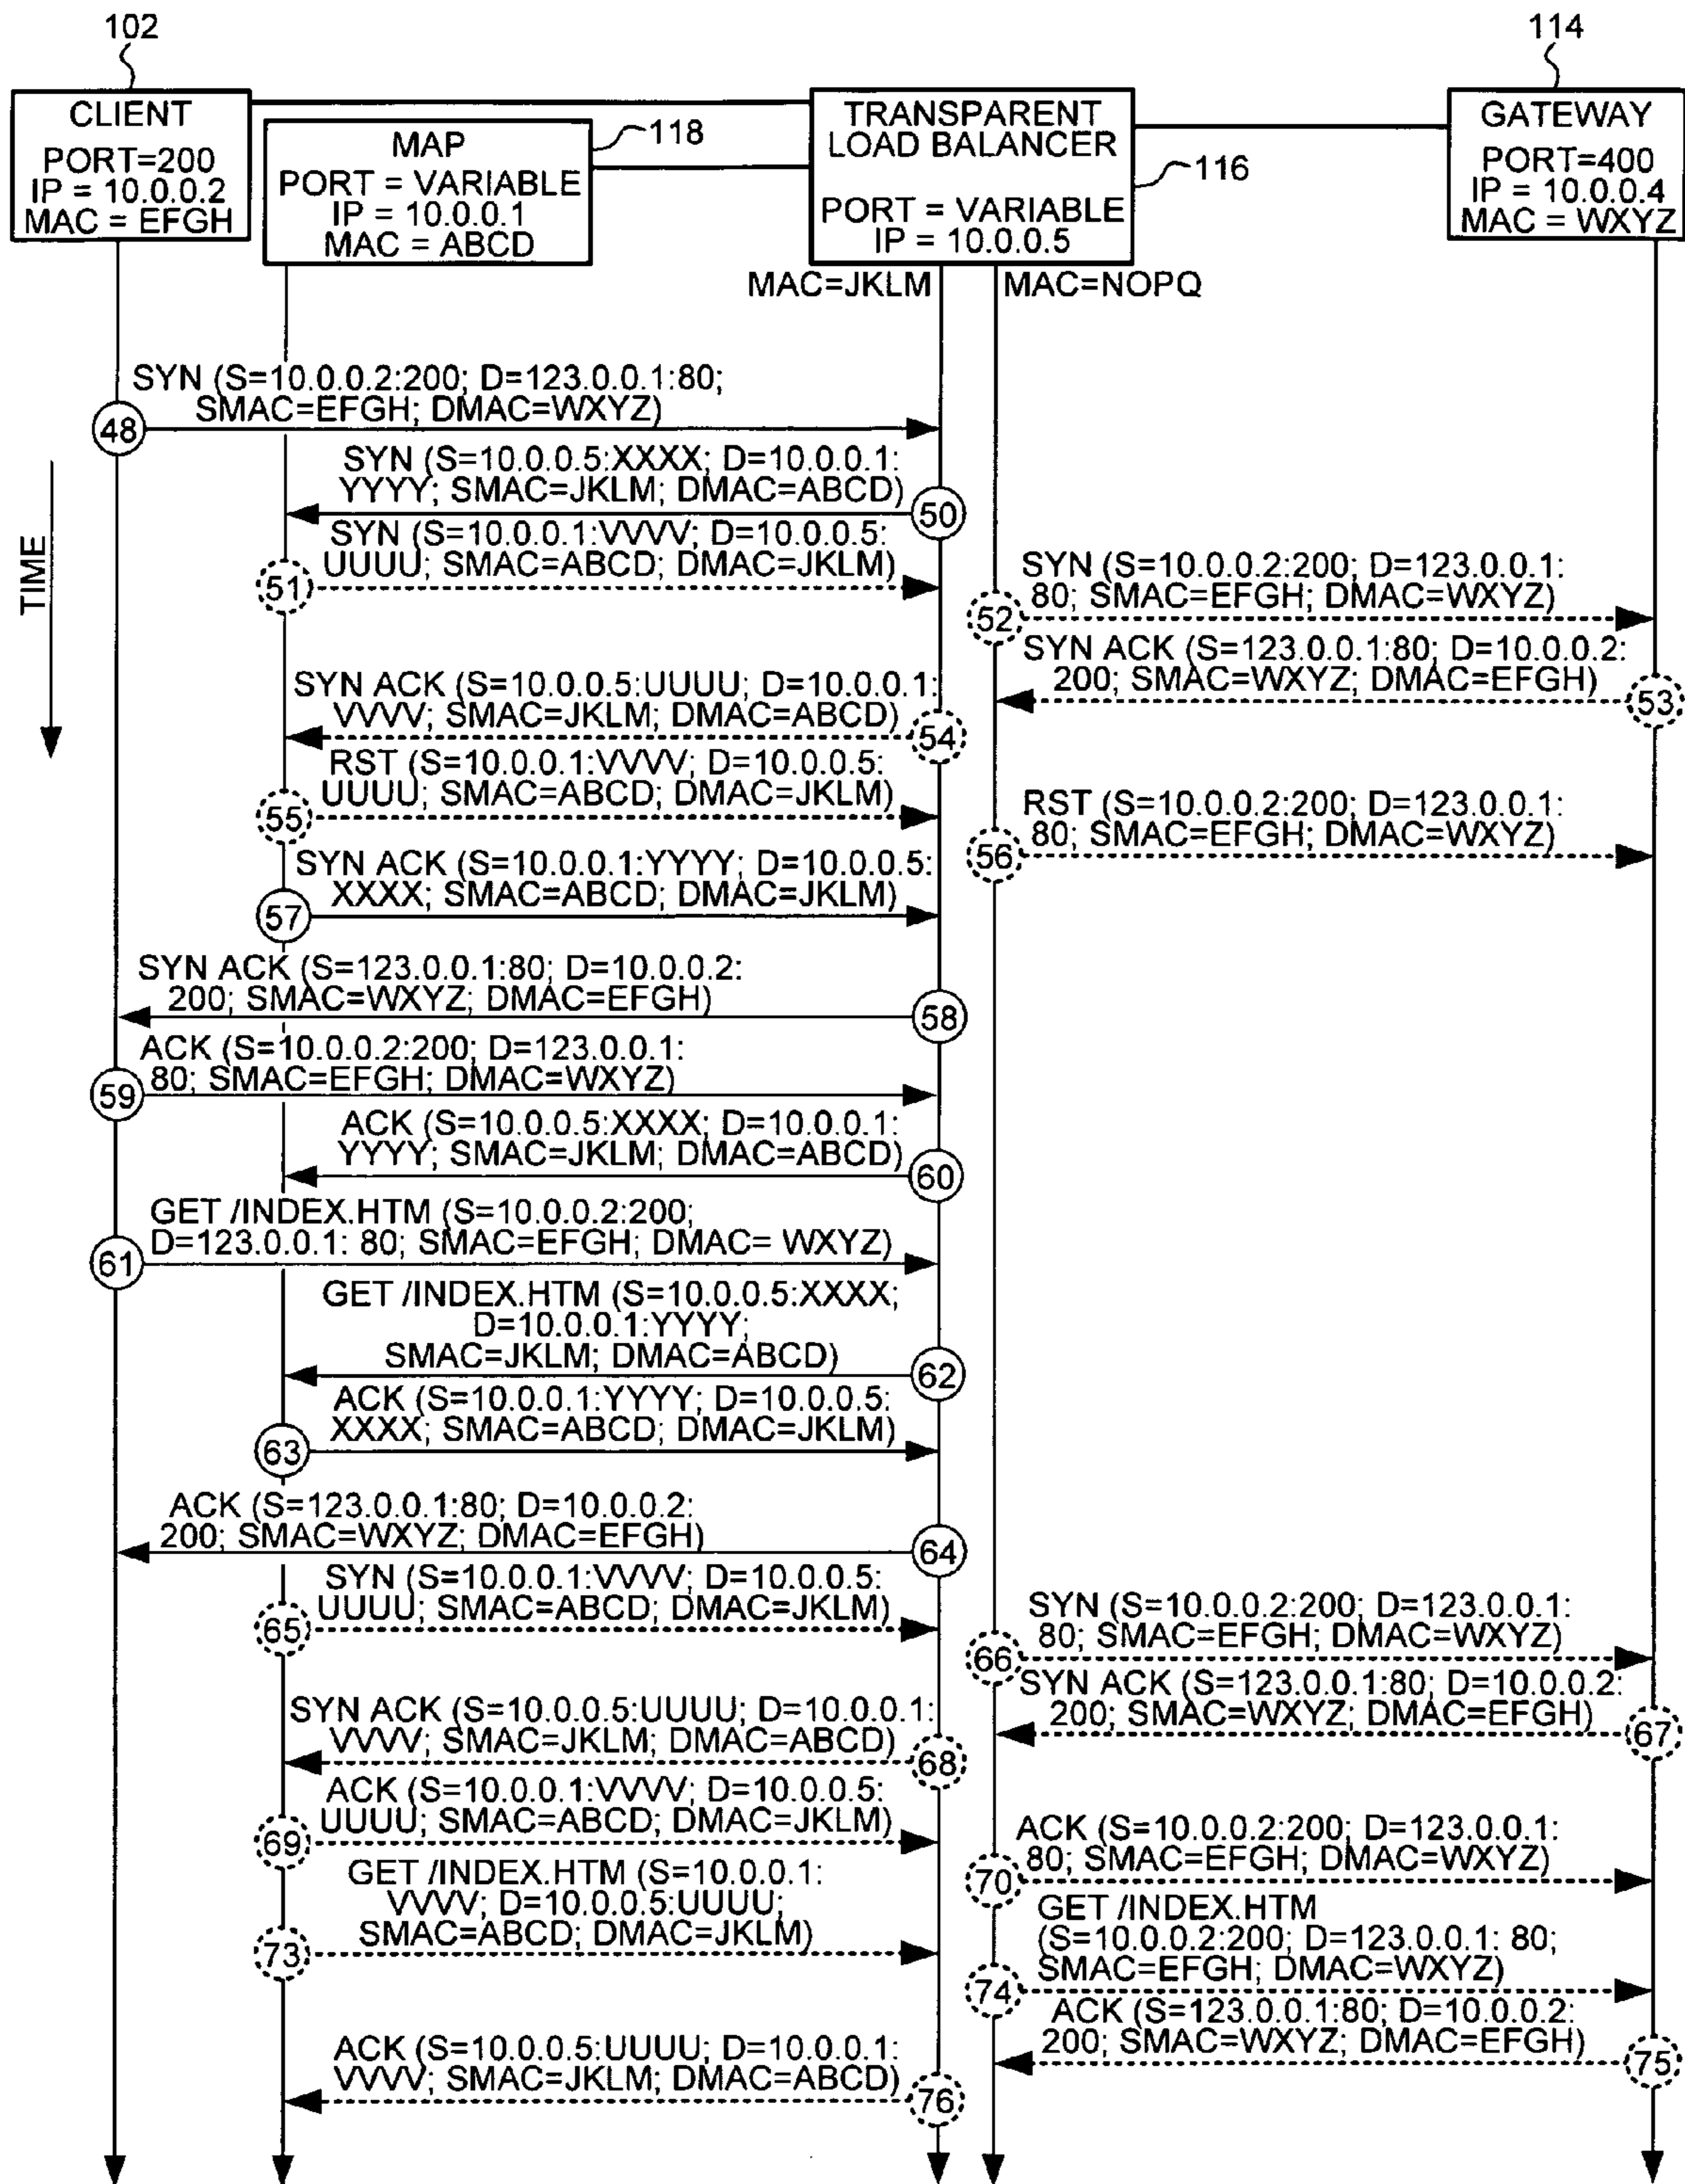 102
114
CLIENT
PORT=200
IP = 10.0.0.2
MAC = EFGH
MAP
PORT = VARIABLE
IP = 10.0.0.1
MAC = ABCD
118
TRANSPARENT
LOAD BALANCER
PORT = VARIABLE
IP = 10.0.0.5
116
GATEWAY
PORT=400
IP = 10.0.0.4
MAC = WXYZ
MAC=JKLM
MAC=NOPQ
TIME
SYN (S=10.0.0.2:200; D=123.0.0.1:80;
SMAC=EFGH; DMAC=WXYZ)
48
SYN (S=10.0.0.5:XXXX; D=10.0.0.1:
YYYY; SMAC=JKLM; DMAC=ABCD)
50
SYN (S=10.0.0.1:VVVV; D=10.0.0.5:
UUUU; SMAC=ABCD; DMAC=JKLM)
51
SYN (S=10.0.0.2:200; D=123.0.0.1:
80; SMAC=EFGH; DMAC=WXYZ)
52
SYN ACK (S=123.0.0.1:80; D=10.0.0.2:
200; SMAC=WXYZ; DMAC=EFGH)
53
SYN ACK (S=10.0.0.5:UUUU; D=10.0.0.1:
VVVV; SMAC=JKLM; DMAC=ABCD)
54
RST (S=10.0.0.1:VVVV; D=10.0.0.5:
UUUU; SMAC=ABCD; DMAC=JKLM)
55
RST (S=10.0.0.2:200; D=123.0.0.1:
80; SMAC=EFGH; DMAC=WXYZ)
56
SYN ACK (S=10.0.0.1:YYYY; D=10.0.0.5:
XXXX; SMAC=ABCD; DMAC=JKLM)
57
SYN ACK (S=123.0.0.1:80; D=10.0.0.2:
200; SMAC=WXYZ; DMAC=EFGH)
58
ACK (S=10.0.0.2:200; D=123.0.0.1:
80; SMAC=EFGH; DMAC=WXYZ)
59
ACK (S=10.0.0.5:XXXX; D=10.0.0.1:
YYYY; SMAC=JKLM; DMAC=ABCD)
60
GET /INDEX.HTM (S=10.0.0.2:200;
D=123.0.0.1: 80; SMAC=EFGH; DMAC= WXYZ)
61
GET /INDEX.HTM (S=10.0.0.5:XXXX;
D=10.0.0.1:YYYY;
SMAC=JKLM; DMAC=ABCD)
62
ACK (S=10.0.0.1:YYYY; D=10.0.0.5:
XXXX; SMAC=ABCD; DMAC=JKLM)
63
ACK (S=123.0.0.1:80; D=10.0.0.2:
200; SMAC=WXYZ; DMAC=EFGH)
64
SYN (S=10.0.0.1:VVVV; D=10.0.0.5:
UUUU; SMAC=ABCD; DMAC=JKLM)
65
SYN (S=10.0.0.2:200; D=123.0.0.1:
80; SMAC=EFGH; DMAC=WXYZ)
66
SYN ACK (S=123.0.0.1:80; D=10.0.0.2:
200; SMAC=WXYZ; DMAC=EFGH)
67
SYN ACK (S=10.0.0.5:UUUU; D=10.0.0.1:
VVVV; SMAC=JKLM; DMAC=ABCD)
68
ACK (S=10.0.0.1:VVVV; D=10.0.0.5:
UUUU; SMAC=ABCD; DMAC=JKLM)
69
ACK (S=10.0.0.2:200; D=123.0.0.1:
80; SMAC=EFGH; DMAC=WXYZ)
70
GET /INDEX.HTM (S=10.0.0.1:
VVVV; D=10.0.0.5:UUUU;
SMAC=ABCD; DMAC=JKLM)
73
GET /INDEX.HTM
(S=10.0.0.2:200; D=123.0.0.1: 80;
SMAC=EFGH; DMAC=WXYZ)
74
ACK (S=123.0.0.1:80; D=10.0.0.2:
200; SMAC=WXYZ; DMAC=EFGH)
75
ACK (S=10.0.0.5:UUUU; D=10.0.0.1:
VVVV; SMAC=JKLM; DMAC=ABCD)
76